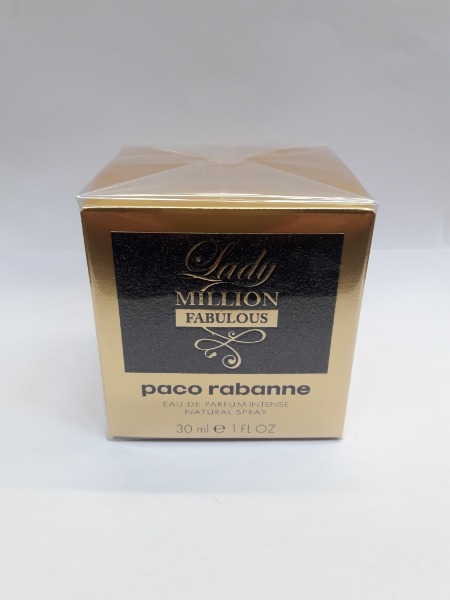 Lady
MILLION
FABULOUS
paco rabanne
EAU DE PARFUM INTENSE
NATURAL SPRAY
30 ml e 1 FL OZ